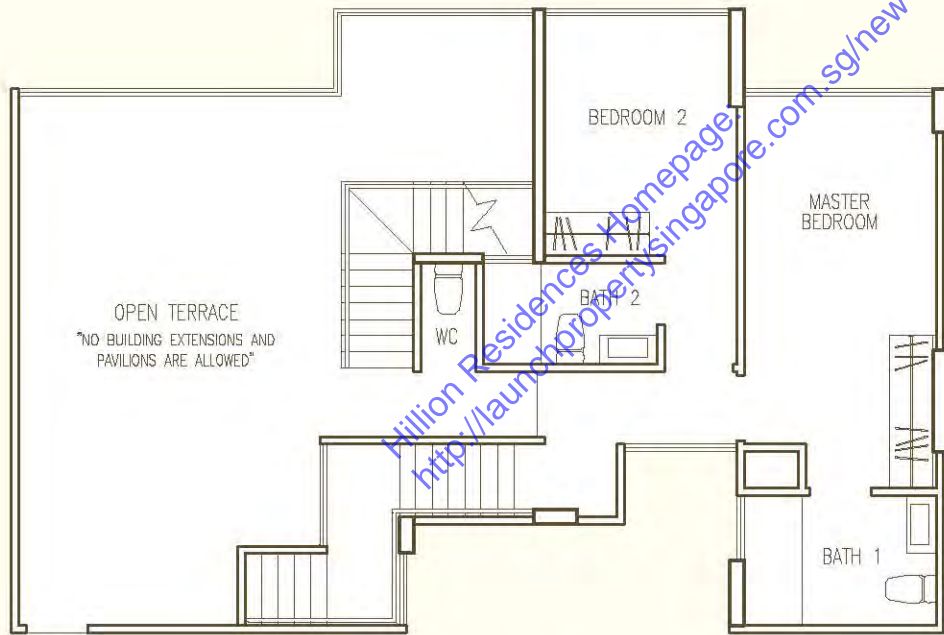 BEDROOM 2
MASTER
BEDROOM
OPEN TERRACE
"NO BUILDING EXTENSIONS AND
PAVILIONS ARE ALLOWED"
BATH 2
WC
BATH 1
Hillion Residences Homepage.
http://launchpropertysingapore.com.sg/new